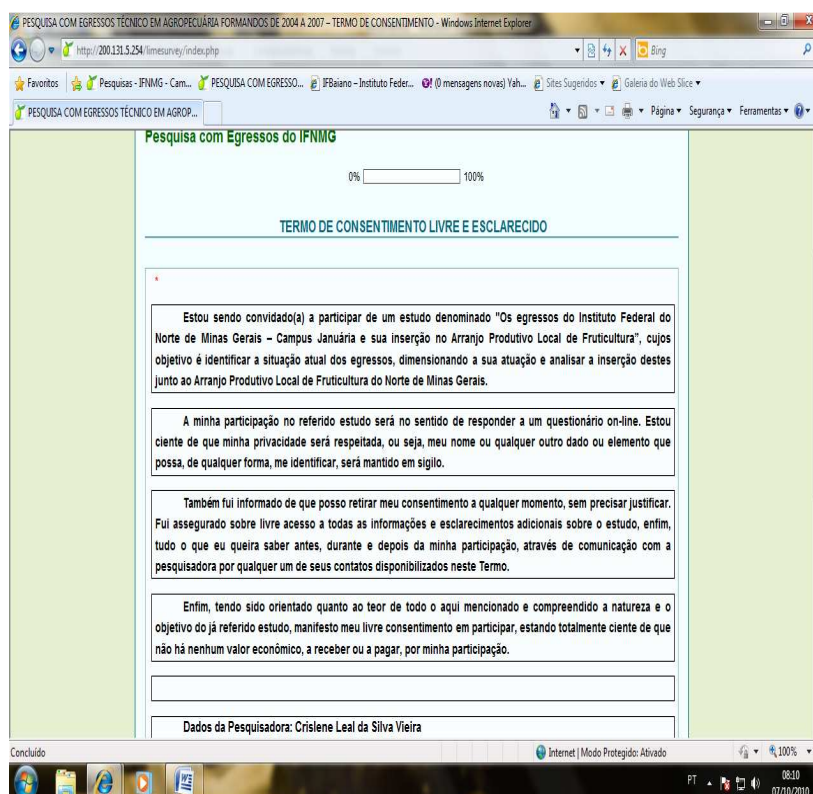 PESQUISA COM EGRESSOS TÉCNICO EM AGROPECUÁRIA FORMANDOS DE 2004 A 2007 – TERMO DE CONSENTIMENTO - Windows Internet Explorer
http://200.131.5.254/limesurvey/index.php
Bing
Favoritos
Pesquisas - IFNMG - Cam...
PESQUISA COM EGRESSO...
IFBaiano – Instituto Feder...
(0 mensagens novas) Yah...
Sites Sugeridos
Galeria do Web Slice
PESQUISA COM EGRESSOS TÉCNICO EM AGROP...
Página
Segurança
Ferramentas
Pesquisa com Egressos do IFNMG
0% 100%
TERMO DE CONSENTIMENTO LIVRE E ESCLARECIDO
*
Estou sendo convidado(a) a participar de um estudo denominado "Os egressos do Instituto Federal do
Norte de Minas Gerais – Campus Januária e sua inserção no Arranjo Produtivo Local de Fruticultura", cujos
objetivo é identificar a situação atual dos egressos, dimensionando a sua atuação e analisar a inserção destes
junto ao Arranjo Produtivo Local de Fruticultura do Norte de Minas Gerais.
A minha participação no referido estudo será no sentido de responder a um questionário on-line. Estou
ciente de que minha privacidade será respeitada, ou seja, meu nome ou qualquer outro dado ou elemento que
possa, de qualquer forma, me identificar, será mantido em sigilo.
Também fui informado de que posso retirar meu consentimento a qualquer momento, sem precisar justificar.
Fui assegurado sobre livre acesso a todas as informações e esclarecimentos adicionais sobre o estudo, enfim,
tudo o que eu queira saber antes, durante e depois da minha participação, através de comunicação com a
pesquisadora por qualquer um de seus contatos disponibilizados neste Termo.
Enfim, tendo sido orientado quanto ao teor de todo o aqui mencionado e compreendido a natureza e o
objetivo do já referido estudo, manifesto meu livre consentimento em participar, estando totalmente ciente de que
não há nenhum valor econômico, a receber ou a pagar, por minha participação.
Dados da Pesquisadora: Crislene Leal da Silva Vieira
Concluído
Internet | Modo Protegido: Ativado
100%
PT
08:10
07/10/2010